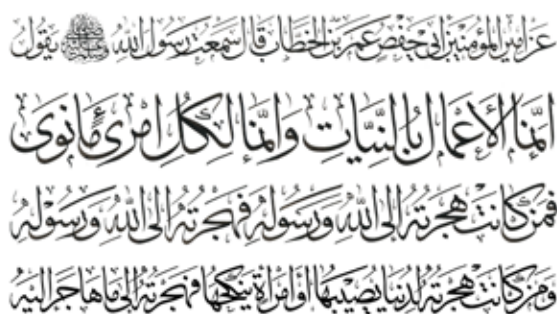 عن أمير المؤمنين أبي حفص عمر بن الخطاب قال سمعت رسول الله ﷺ يقول
إنما الأعمال بالنيات وإنما لكل امرئ ما نوى
فمن كانت هجرته إلى الله ورسوله فهجرته إلى الله ورسوله
ومن كانت هجرته لدنيا يصيبها أو امرأة ينكحها فهجرته إلى ما هاجر إليه